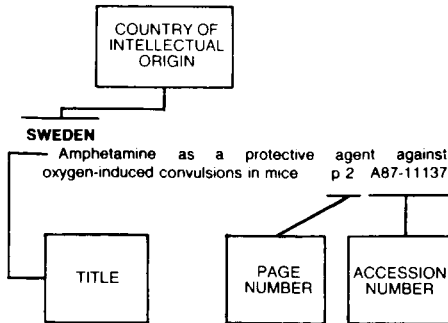 COUNTRY OF
INTELLECTUAL
ORIGIN
SWEDEN
Amphetamine as a protective agent against
oxygen-induced convulsions in mice p 2 A87-11137
TITLE
PAGE
NUMBER
ACCESSION
NUMBER